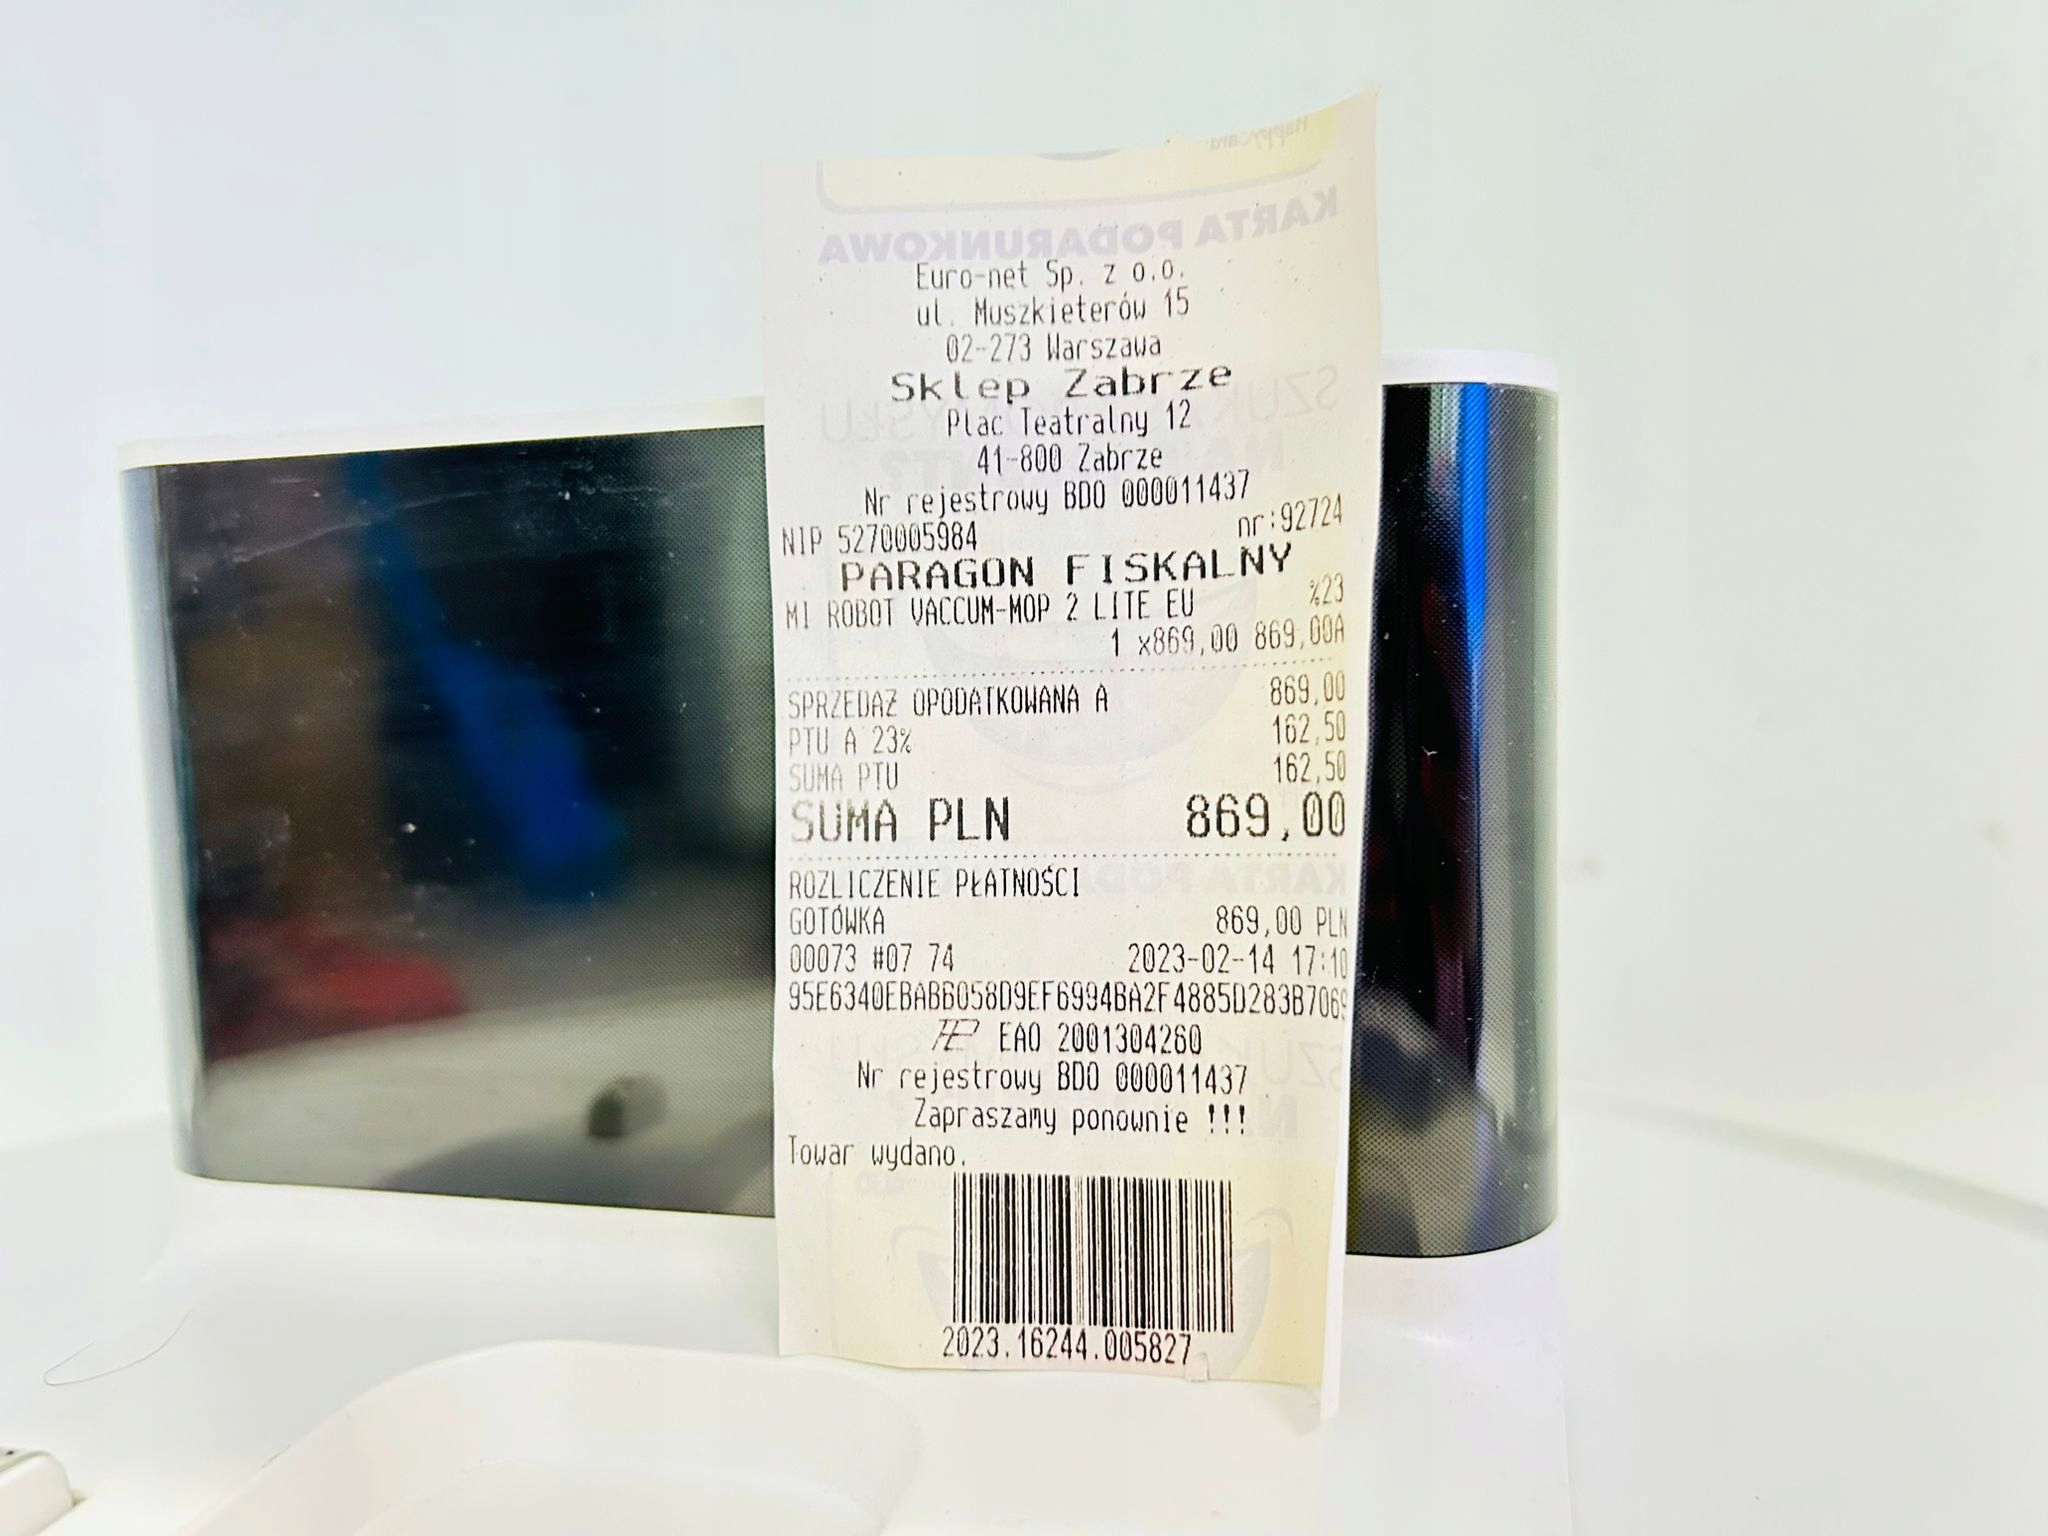 KARTA PODARUNKOWA
Euro-net Sp. z o.o.
ul. Muszkieterów 15
02-273 Warszawa
Sklep Zabrze
Plac Teatralny 12
41-800 Zabrze
Nr rejestrowy BDO 000011437
NIP 5270005984 nr:92724
PARAGON FISKALNY
MI ROBOT VACCUM-MOP 2 LITE EU %23
1 x869,00 869,00A
SPRZEDAŻ OPODATKOWANA A 869,00
PTU A 23% 162,50
SUMA PTU 162,50
SUMA PLN 869,00
ROZLICZENIE PŁATNOŚCI
GOTÓWKA 869,00 PLN
00073 #07 74 2023-02-14 17:10
95E6340EBABB058D9EF6994BA2F4885D283B7069
EAO 2001304260
Nr rejestrowy BDO 000011437
Zapraszamy ponownie !!!
Towar wydano.
2023.16244.005827